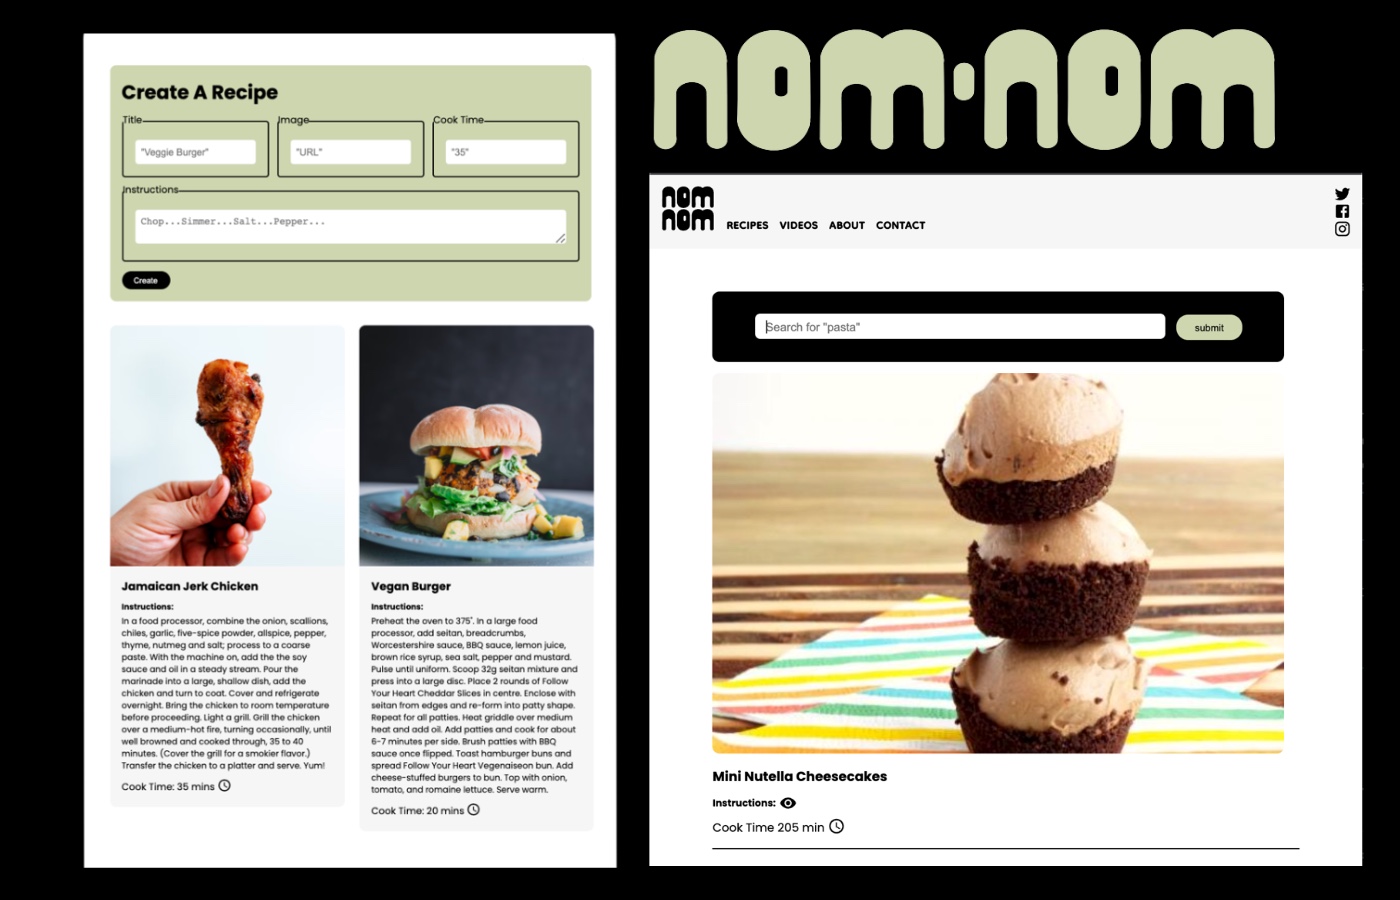 nom·nom
Create A Recipe
Title
Image
Cook Time
"Veggie Burger"
"URL"
"35"
Instructions
Chop...Simmer...Salt...Pepper...
Create
Jamaican Jerk Chicken
Instructions:
In a food processor, combine the onion, scallions,
chiles, garlic, five-spice powder, allspice, pepper,
thyme, nutmeg and salt; process to a coarse
paste. With the machine on, add the the soy
sauce and oil in a steady stream. Pour the
marinade into a large, shallow dish, add the
chicken and turn to coat. Cover and refrigerate
overnight. Bring the chicken to room temperature
before proceeding. Light a grill. Grill the chicken
over a medium-hot fire, turning occasionally, until
well browned and cooked through, 35 to 40
minutes. (Cover the grill for a smokier flavor.)
Transfer the chicken to a platter and serve. Yum!
Cook Time: 35 mins
Vegan Burger
Instructions:
Preheat the oven to 375°. In a large food
processor, add seitan, breadcrumbs,
Worcestershire sauce, BBQ sauce, lemon juice,
brown rice syrup, sea salt, pepper and mustard.
Pulse until uniform. Scoop 32g seitan mixture and
press into a large disc. Place 2 rounds of Follow
Your Heart Cheddar Slices in centre. Enclose with
seitan from edges and re-form into patty shape.
Repeat for all patties. Heat griddle over medium
heat and add oil. Add patties and cook for about
6-7 minutes per side. Brush patties with BBQ
sauce once flipped. Toast hamburger buns and
spread Follow Your Heart Vegenaiseon bun. Add
cheese-stuffed burgers to bun. Top with onion,
tomato, and romaine lettuce. Serve warm.
Cook Time: 20 mins
nom
nom
RECIPES VIDEOS ABOUT CONTACT
Search for "pasta"
submit
Mini Nutella Cheesecakes
Instructions:
Cook Time 205 min